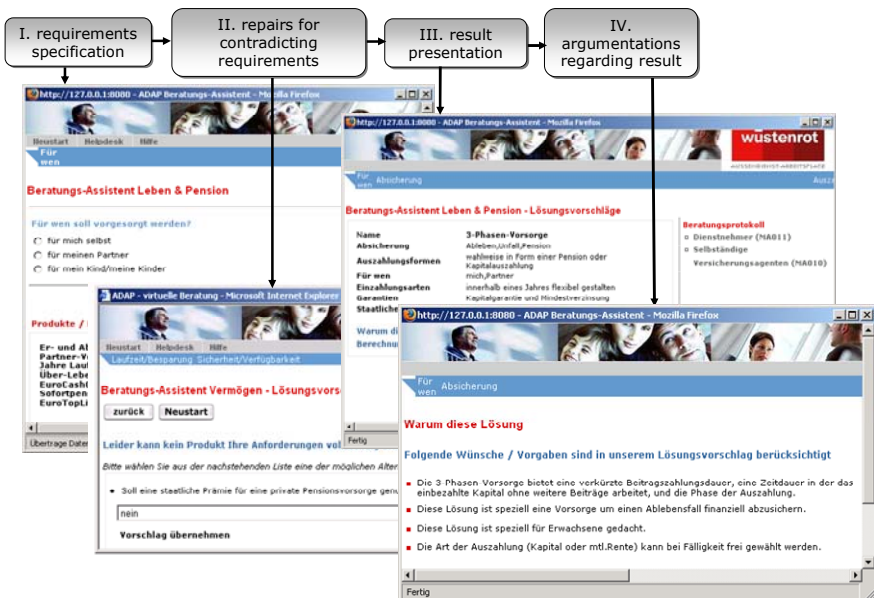 I. requirements
specification
II. repairs for
contradicting
requirements
III. result
presentation
IV.
argumentations
regarding result
http://127.0.0.1:8080 - ADAP Beratungs-Assistent - Mozilla Firefox
Neustart Helpdesk Hilfe
Für
wen
Beratungs-Assistent Leben & Pension
Für wen soll vorgesorgt werden?
für mich selbst
für meinen Partner
für mein Kind/meine Kinder
Produkte /
Er- und Ab
Partner-V
Jahre Lau
Über-Lebe
EuroCash
Sofortpen
EuroTopLi
Übertrage Daten
ADAP - virtuelle Beratung - Microsoft Internet Explorer
Neustart Helpdesk Hilfe
Laufzeit/Besparung Sicherheit/Verfügbarkeit
Beratungs-Assistent Vermögen - Lösungsvors
zurück Neustart
Leider kann kein Produkt Ihre Anforderungen vol
Bitte wählen Sie aus der nachstehenden Liste eine der möglichen Alter
Soll eine staatliche Prämie für eine private Pensionsvorsorge genu
nein
Vorschlag übernehmen
http://127.0.0.1:8080 - ADAP Beratungs-Assistent - Mozilla Firefox
wüstenrot
Für
wen Absicherung Ausza
Beratungs-Assistent Leben & Pension - Lösungsvorschläge
Name 3-Phasen-Vorsorge
Absicherung Ableben,Unfall,Pension
Auszahlungsformen wahlweise in Form einer Pension oder
Kapitalauszahlung
Für wen mich,Partner
Einzahlungsarten innerhalb eines Jahres flexibel gestalten
Garantien Kapitalgarantie und Mindestverzinsung
Staatliche
Warum di
Berechnu
Beratungsprotokoll
Dienstnehmer (MA011)
Selbständige
Versicherungsagenten (MA010)
Fertig
http://127.0.0.1:8080 - ADAP Beratungs-Assistent - Mozilla Firefox
Für
wen Absicherung
Warum diese Lösung
Folgende Wünsche / Vorgaben sind in unserem Lösungsvorschlag berücksichtigt
Die 3 Phasen Vorsorge bietet eine verkürzte Beitragszahlungsdauer, eine Zeitdauer in der das
einbezahlte Kapital ohne weitere Beiträge arbeitet, und die Phase der Auszahlung.
Diese Lösung ist speziell eine Vorsorge um einen Ablebensfall finanziell abzusichern.
Diese Lösung ist speziell für Erwachsene gedacht.
Die Art der Auszahlung (Kapital oder mtl.Rente) kann bei Fälligkeit frei gewählt werden.
Fertig